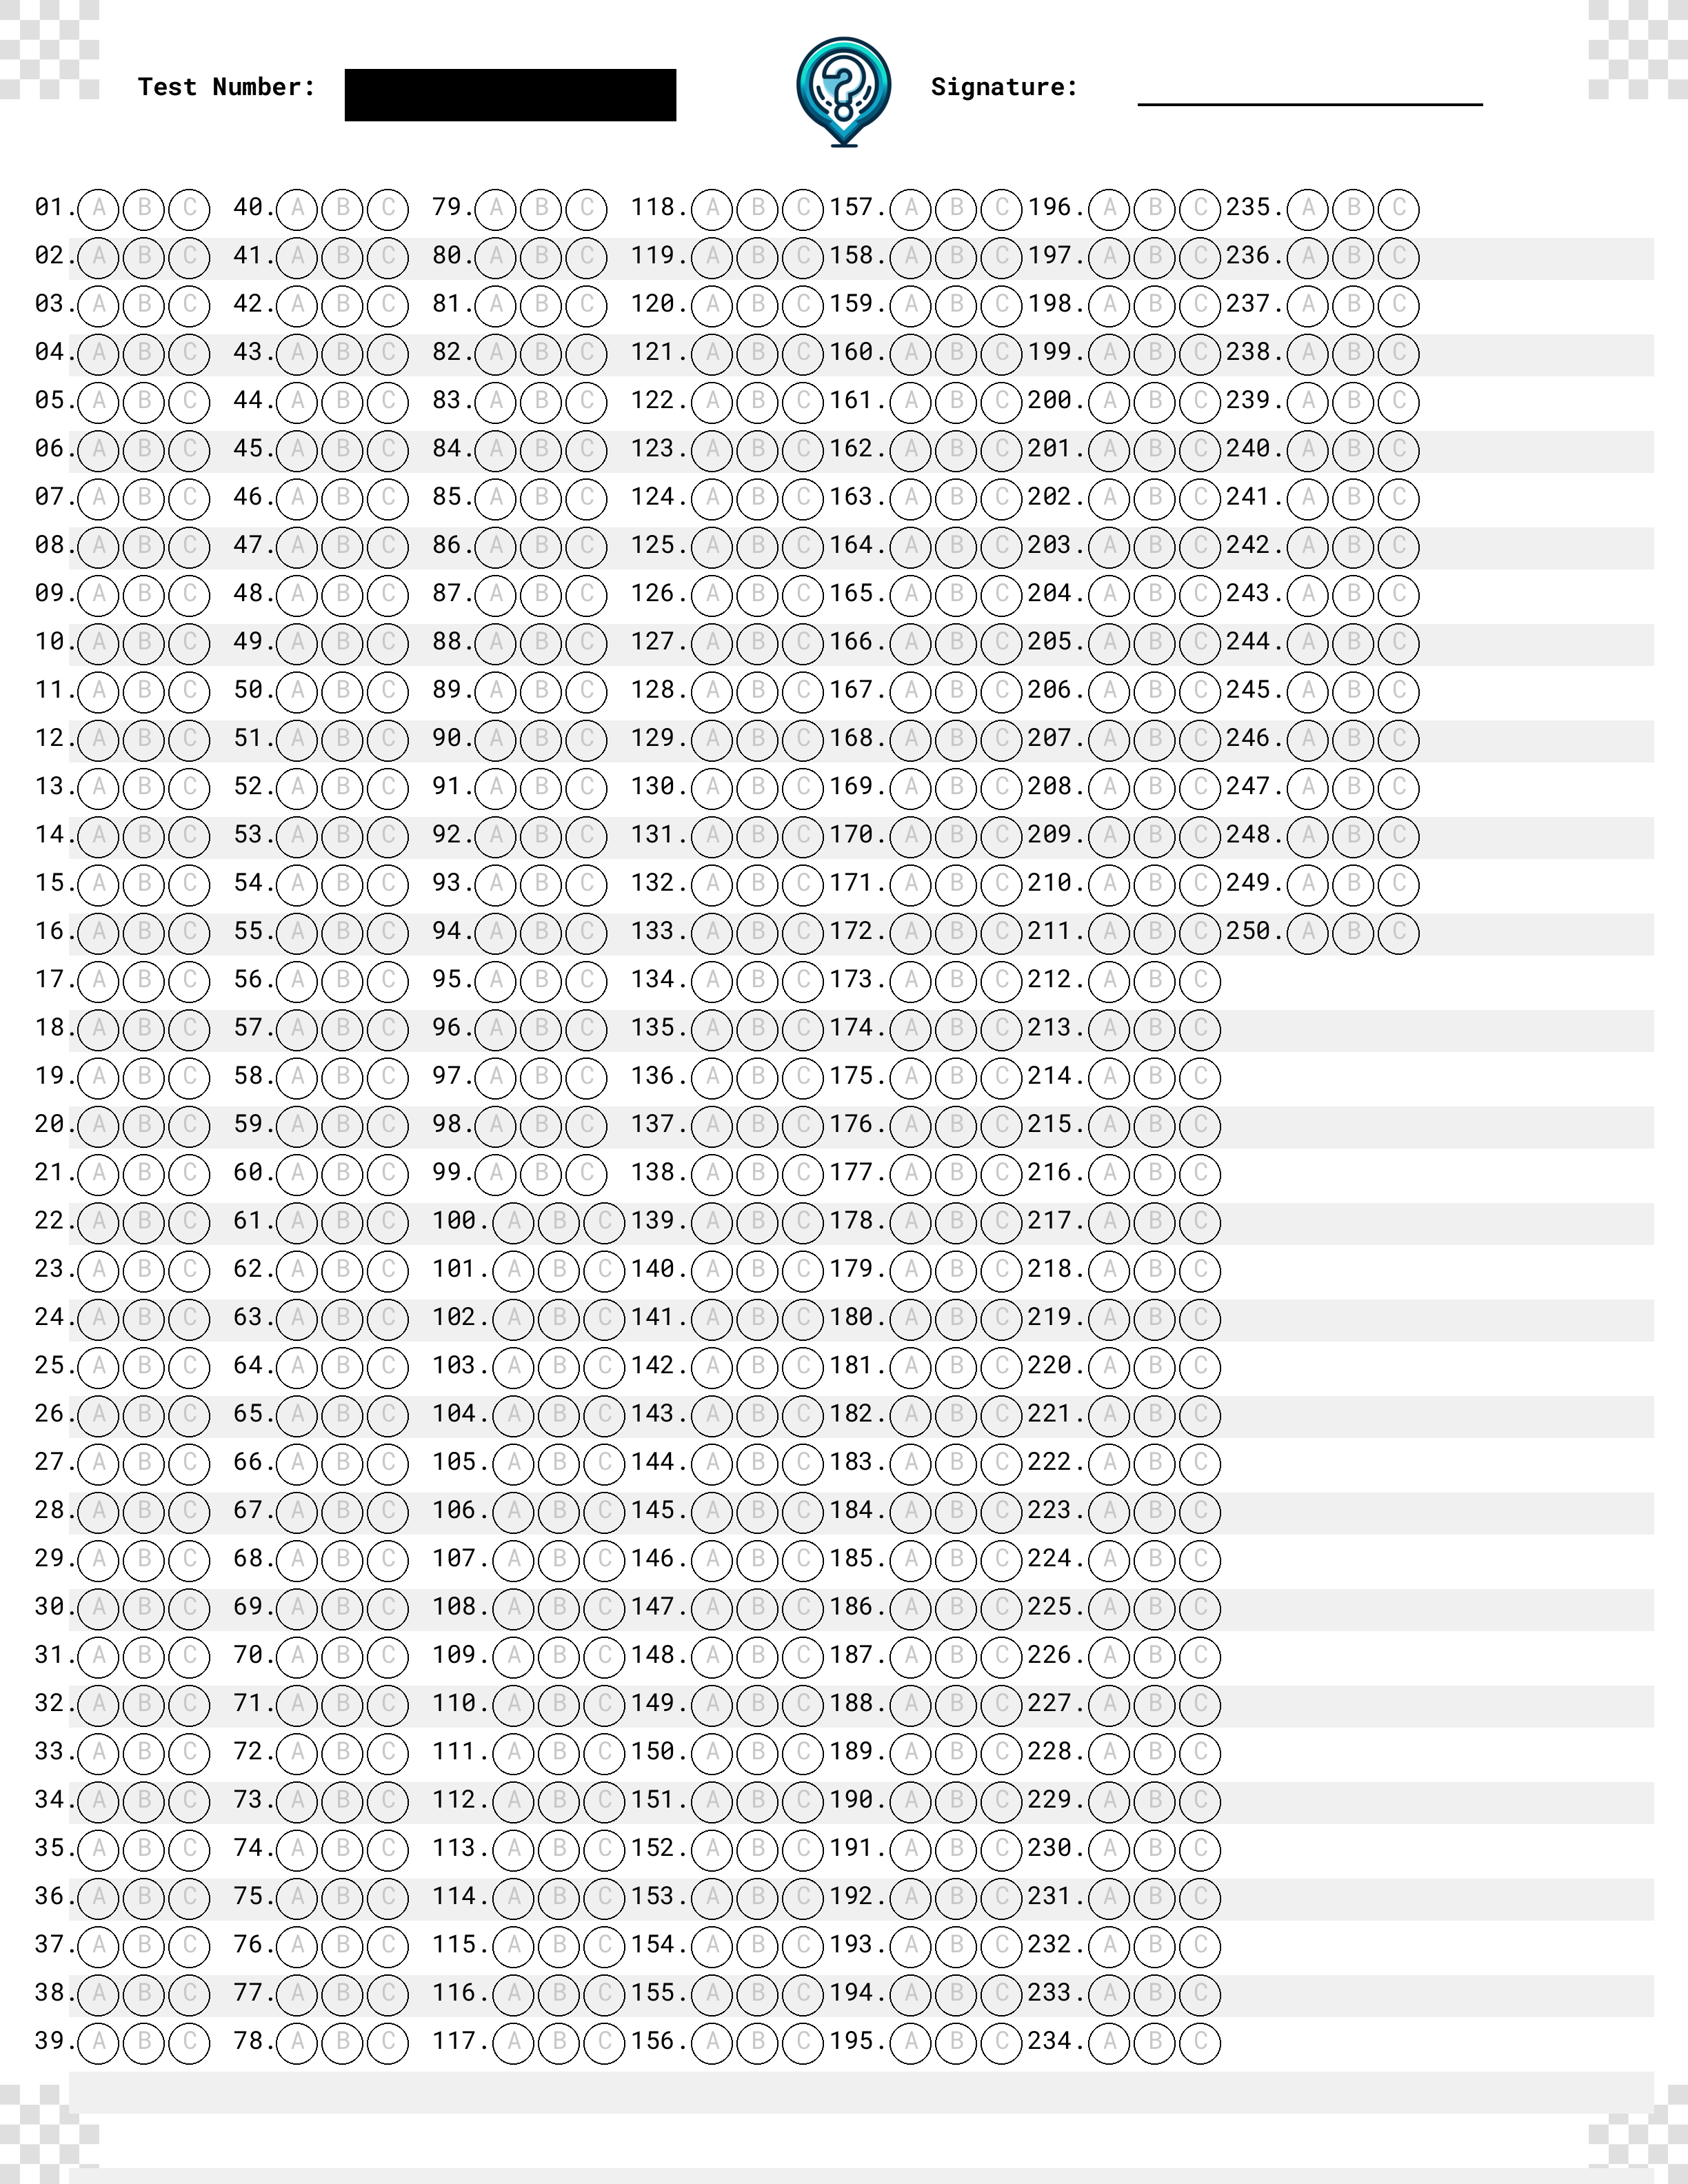 Test Number: ? Signature:
01. A B C 40. A B C 79. A B C 118. A B C 157. A B C 196. A B C 235. A B C
02. A B C 41. A B C 80. A B C 119. A B C 158. A B C 197. A B C 236. A B C
03. A B C 42. A B C 81. A B C 120. A B C 159. A B C 198. A B C 237. A B C
04. A B C 43. A B C 82. A B C 121. A B C 160. A B C 199. A B C 238. A B C
05. A B C 44. A B C 83. A B C 122. A B C 161. A B C 200. A B C 239. A B C
06. A B C 45. A B C 84. A B C 123. A B C 162. A B C 201. A B C 240. A B C
07. A B C 46. A B C 85. A B C 124. A B C 163. A B C 202. A B C 241. A B C
08. A B C 47. A B C 86. A B C 125. A B C 164. A B C 203. A B C 242. A B C
09. A B C 48. A B C 87. A B C 126. A B C 165. A B C 204. A B C 243. A B C
10. A B C 49. A B C 88. A B C 127. A B C 166. A B C 205. A B C 244. A B C
11. A B C 50. A B C 89. A B C 128. A B C 167. A B C 206. A B C 245. A B C
12. A B C 51. A B C 90. A B C 129. A B C 168. A B C 207. A B C 246. A B C
13. A B C 52. A B C 91. A B C 130. A B C 169. A B C 208. A B C 247. A B C
14. A B C 53. A B C 92. A B C 131. A B C 170. A B C 209. A B C 248. A B C
15. A B C 54. A B C 93. A B C 132. A B C 171. A B C 210. A B C 249. A B C
16. A B C 55. A B C 94. A B C 133. A B C 172. A B C 211. A B C 250. A B C
17. A B C 56. A B C 95. A B C 134. A B C 173. A B C 212. A B C
18. A B C 57. A B C 96. A B C 135. A B C 174. A B C 213. A B C
19. A B C 58. A B C 97. A B C 136. A B C 175. A B C 214. A B C
20. A B C 59. A B C 98. A B C 137. A B C 176. A B C 215. A B C
21. A B C 60. A B C 99. A B C 138. A B C 177. A B C 216. A B C
22. A B C 61. A B C 100. A B C 139. A B C 178. A B C 217. A B C
23. A B C 62. A B C 101. A B C 140. A B C 179. A B C 218. A B C
24. A B C 63. A B C 102. A B C 141. A B C 180. A B C 219. A B C
25. A B C 64. A B C 103. A B C 142. A B C 181. A B C 220. A B C
26. A B C 65. A B C 104. A B C 143. A B C 182. A B C 221. A B C
27. A B C 66. A B C 105. A B C 144. A B C 183. A B C 222. A B C
28. A B C 67. A B C 106. A B C 145. A B C 184. A B C 223. A B C
29. A B C 68. A B C 107. A B C 146. A B C 185. A B C 224. A B C
30. A B C 69. A B C 108. A B C 147. A B C 186. A B C 225. A B C
31. A B C 70. A B C 109. A B C 148. A B C 187. A B C 226. A B C
32. A B C 71. A B C 110. A B C 149. A B C 188. A B C 227. A B C
33. A B C 72. A B C 111. A B C 150. A B C 189. A B C 228. A B C
34. A B C 73. A B C 112. A B C 151. A B C 190. A B C 229. A B C
35. A B C 74. A B C 113. A B C 152. A B C 191. A B C 230. A B C
36. A B C 75. A B C 114. A B C 153. A B C 192. A B C 231. A B C
37. A B C 76. A B C 115. A B C 154. A B C 193. A B C 232. A B C
38. A B C 77. A B C 116. A B C 155. A B C 194. A B C 233. A B C
39. A B C 78. A B C 117. A B C 156. A B C 195. A B C 234. A B C